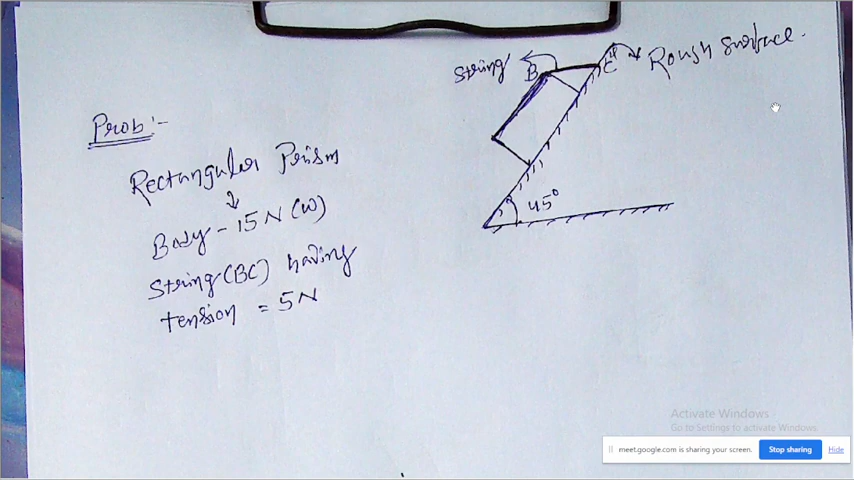 Prob:-
Rectangular Prism
Body - 15 N (W)
String (BC) having
tension = 5 N
String
B
C
Rough surface.
45°
Activate Windows
Go to Settings to activate Windows
meet.google.com is sharing your screen.
Stop sharing
Hide